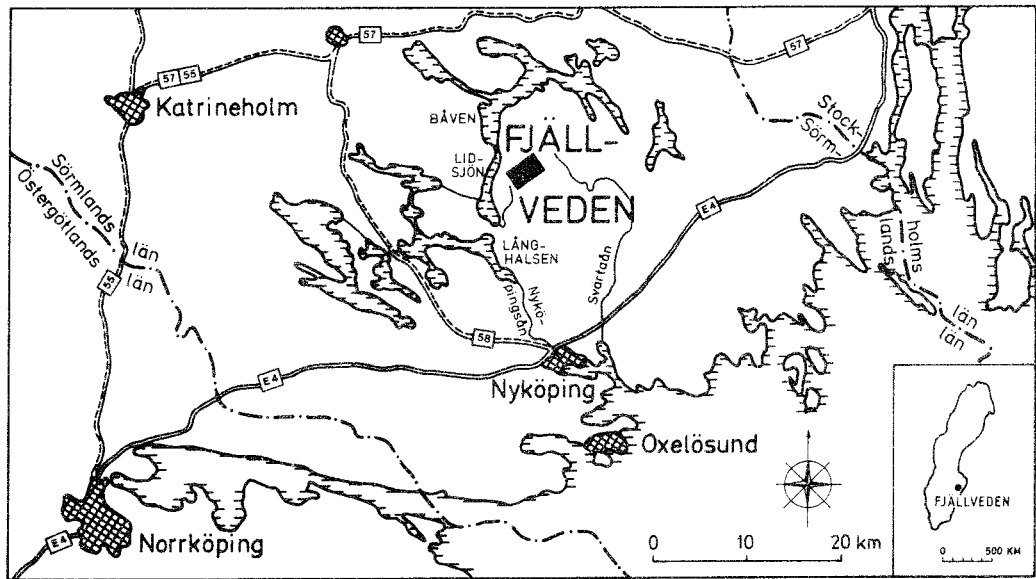 57
57
57 55
Katrineholm
BÅVEN
FJÄLL-
VEDEN
LID-
SJÖN
Stock-
Sörm-
holms
lands
län
län
Sörmlands
Östergötlands
län
län
LÅNG-
HALSEN
Nykö-
pingsån
Svartaån
E4
55
58
E4
Nyköping
Oxelösund
Norrköping
E4
0 10 20 km
FJÄLLVEDEN
0 500 KM